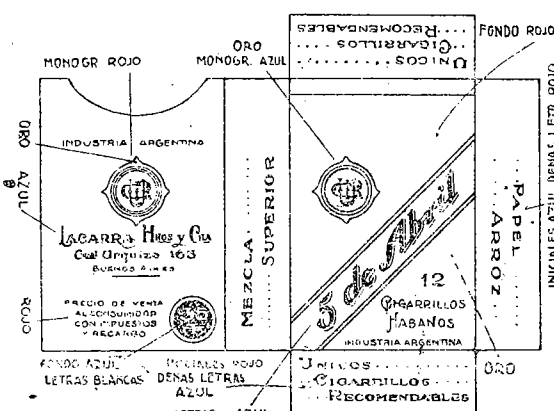 RECOMENDABLES
CIGARRILLOS
UNICOS
FONDO ROJO
MONOGR ROJO
ORO
MONOGR. AZUL
ORO
AZUL
INDUSTRIA ARGENTINA
LAGARRA HNOS y CIA
Gral Urquiza 163
BUENOS AIRES
PRECIO DE VENTA
AL CONSUMIDOR
CON IMPUESTOS
Y RECARGO
ROJO
MEZCLA
SUPERIOR
5 de Abril
12
CIGARRILLOS
HABANOS
INDUSTRIA ARGENTINA
PAPEL
ARROZ
INICIALES AZUL DEMAS LETR ROJO
FONDO AZUL
LETRAS BLANCAS
INICIALES ROJO
DEMAS LETRAS
AZUL
UNICOS
CIGARRILLOS
RECOMENDABLES
ORO
AZUL